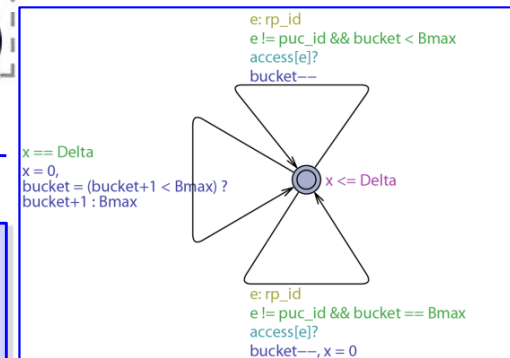 e: rp_id
e != puc_id && bucket < Bmax
access[e]?
bucket−−
x == Delta
x = 0,
bucket = (bucket+1 < Bmax) ?
bucket+1 : Bmax
x <= Delta
e: rp_id
e != puc_id && bucket == Bmax
access[e]?
bucket−−, x = 0